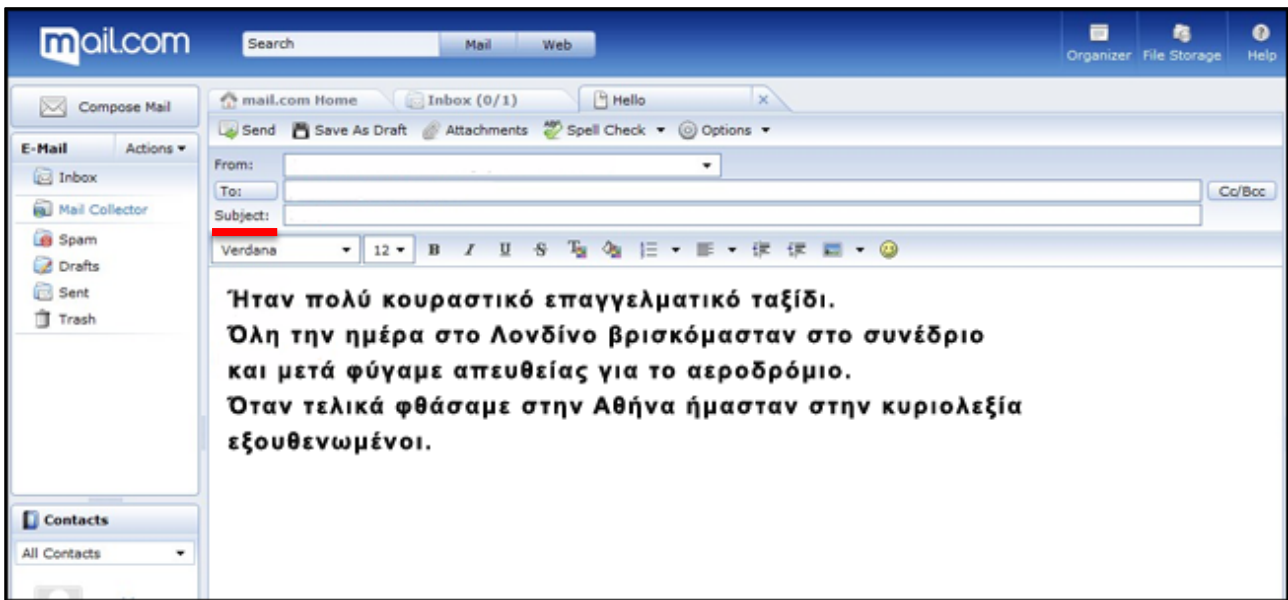 mail.com
Search Mail Web
Organizer File Storage Help
Compose Mail
mail.com Home Inbox (0/1) Hello x
Send Save As Draft Attachments Spell Check Options
E-Mail Actions
From:
Inbox
To: Cc/Bcc
Mail Collector
Subject:
Spam
Verdana 12 B I U S
Drafts
Sent
Trash
Ήταν πολύ κουραστικό επαγγελματικό ταξίδι.
Όλη την ημέρα στο Λονδίνο βρισκόμασταν στο συνέδριο
και μετά φύγαμε απευθείας για το αεροδρόμιο.
Όταν τελικά φθάσαμε στην Αθήνα ήμασταν στην κυριολεξία
εξουθενωμένοι.
Contacts
All Contacts